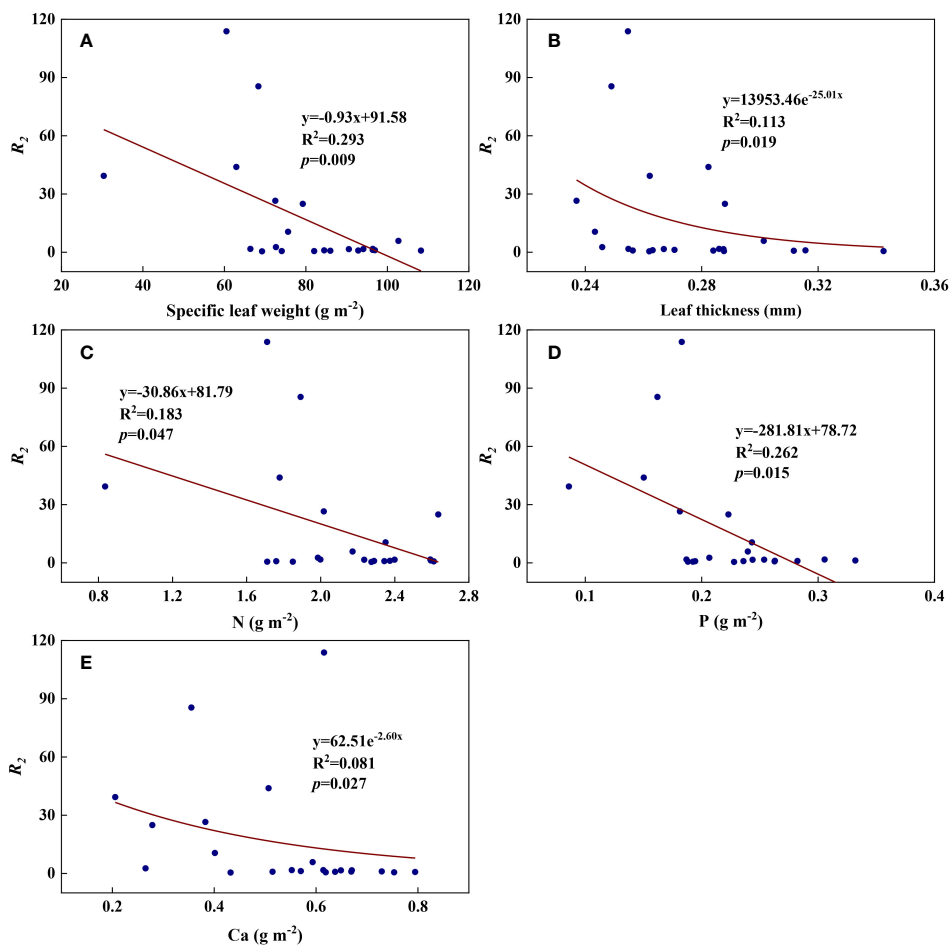 A
120
90
60
30
0
R2
y=-0.93x+91.58
R2=0.293
p=0.009
20
40
60
80
100
120
Specific leaf weight (g m-2)
B
120
90
60
30
0
R2
y=13953.46e-25.01x
R2=0.113
p=0.019
0.24
0.28
0.32
0.36
Leaf thickness (mm)
C
120
90
60
30
0
R2
y=-30.86x+81.79
R2=0.183
p=0.047
0.8
1.2
1.6
2.0
2.4
2.8
N (g m-2)
D
120
90
60
30
0
R2
y=-281.81x+78.72
R2=0.262
p=0.015
0.1
0.2
0.3
0.4
P (g m-2)
E
120
90
60
30
0
R2
y=62.51e-2.60x
R2=0.081
p=0.027
0.2
0.4
0.6
0.8
Ca (g m-2)